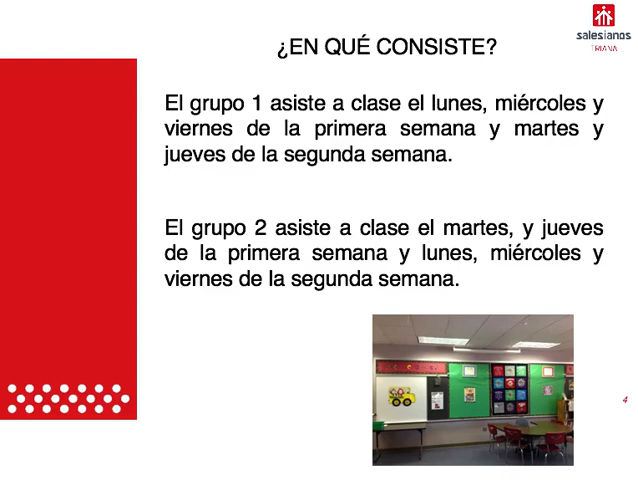 salesianos
TRIANA
¿EN QUÉ CONSISTE?
El grupo 1 asiste a clase el lunes, miércoles y
viernes de la primera semana y martes y
jueves de la segunda semana.
El grupo 2 asiste a clase el martes, y jueves
de la primera semana y lunes, miércoles y
viernes de la segunda semana.
4